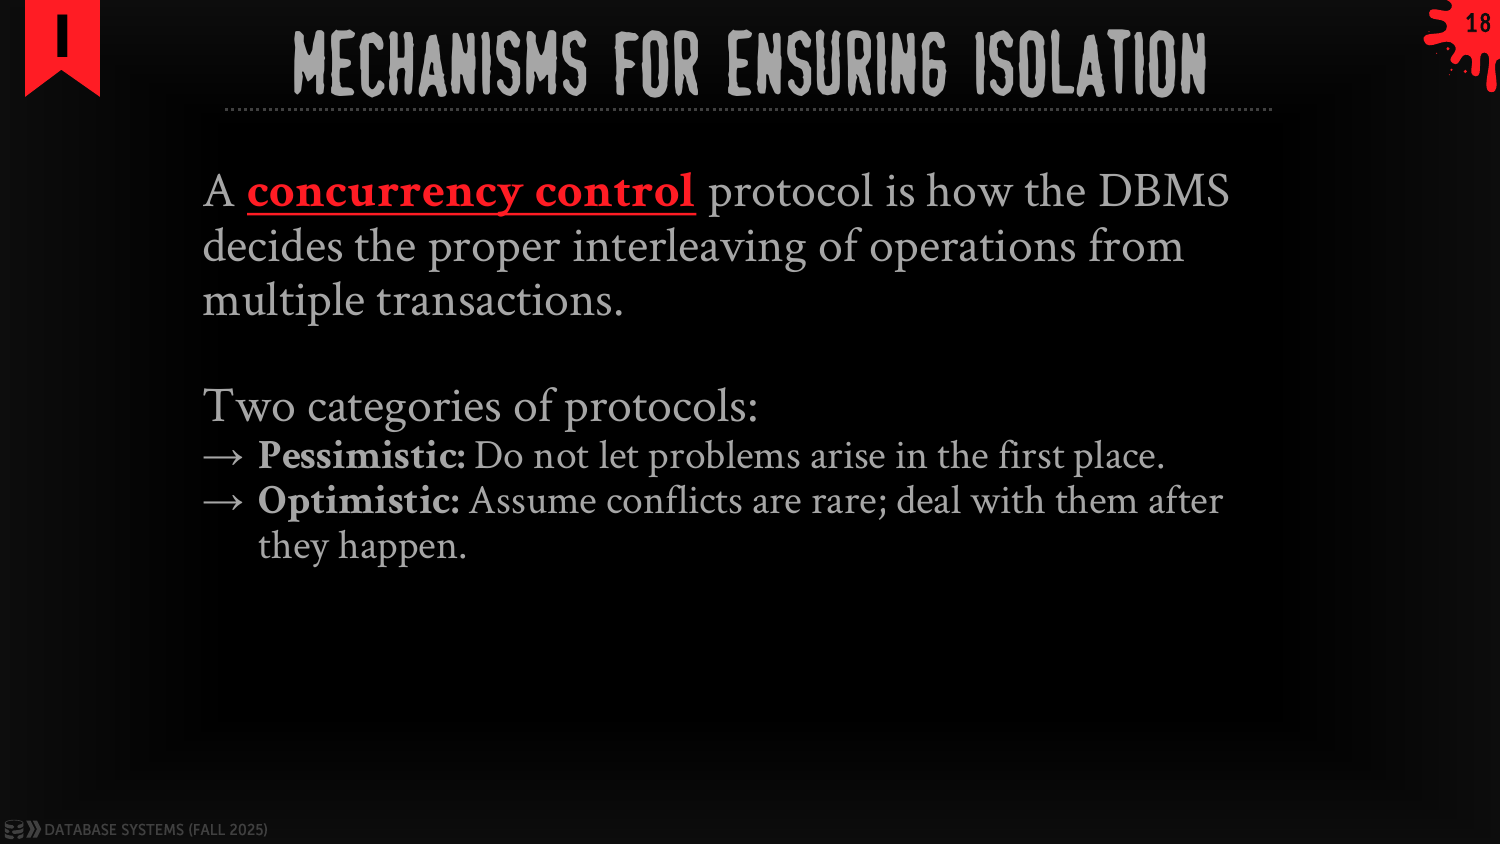 I
18
MECHANISMS FOR ENSURING ISOLATION
A concurrency control protocol is how the DBMS
decides the proper interleaving of operations from
multiple transactions.
Two categories of protocols:
→ Pessimistic: Do not let problems arise in the first place.
→ Optimistic: Assume conflicts are rare; deal with them after
they happen.
DATABASE SYSTEMS (FALL 2025)